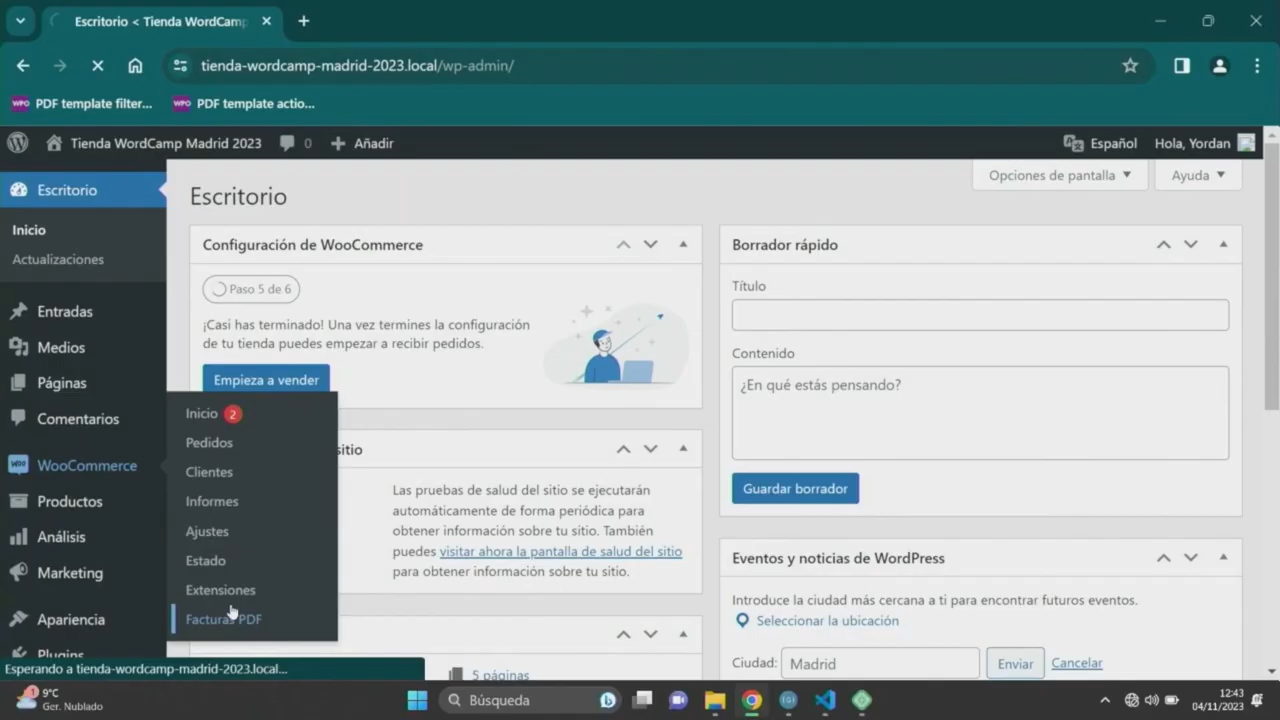 Escritorio < Tienda WordCamp
tienda-wordcamp-madrid-2023.local/wp-admin/
WPO PDF template filter...
WPO PDF template actio...
Tienda WordCamp Madrid 2023
0
Añadir
Español
Hola, Yordan
Escritorio
Inicio
Actualizaciones
Entradas
Medios
Páginas
Comentarios
WooCommerce
Productos
Análisis
Marketing
Apariencia
Plugins
Inicio 2
Pedidos
Clientes
Informes
Ajustes
Estado
Extensiones
Facturas PDF
Opciones de pantalla
Ayuda
Escritorio
Configuración de WooCommerce
Paso 5 de 6
¡Casi has terminado! Una vez termines la configuración
de tu tienda puedes empezar a recibir pedidos.
Empieza a vender
sitio
Las pruebas de salud del sitio se ejecutarán
automáticamente de forma periódica para
obtener información sobre tu sitio. También
puedes visitar ahora la pantalla de salud del sitio
para obtener información sobre tu sitio.
5 páginas
Borrador rápido
Título
Contenido
¿En qué estás pensando?
Guardar borrador
Eventos y noticias de WordPress
Introduce la ciudad más cercana a ti para encontrar futuros eventos.
Seleccionar la ubicación
Ciudad: Madrid Enviar Cancelar
Esperando a tienda-wordcamp-madrid-2023.local...
1
9°C
Ger. Nublado
Búsqueda
12:43
04/11/2023